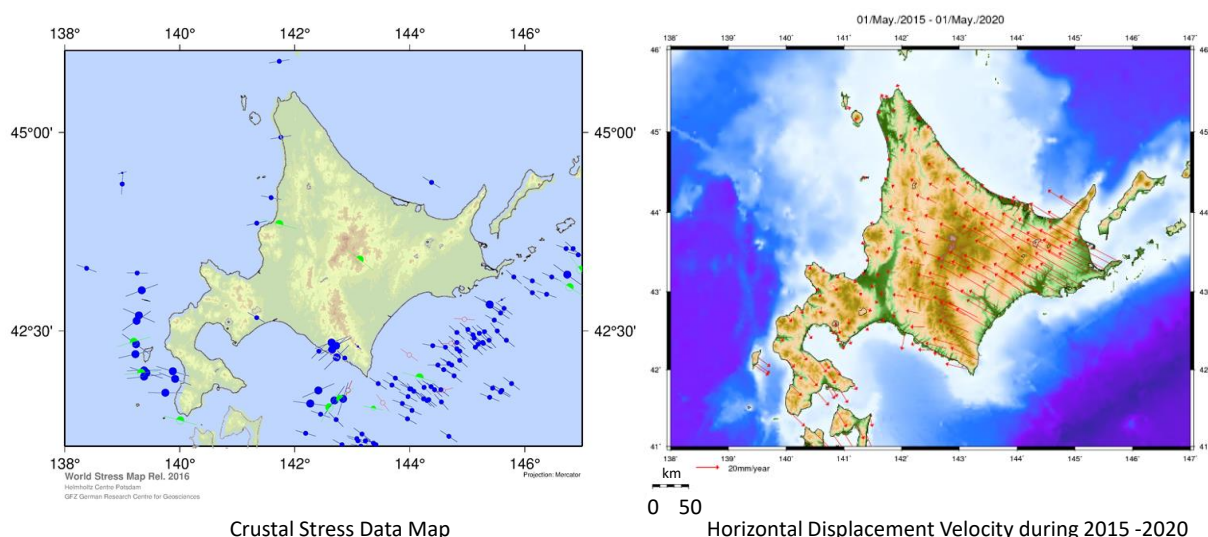 138° 140° 142° 144° 146°
45°00' 45°00'
42°30' 42°30'
138° 140° 142° 144° 146°
World Stress Map Rel. 2016
Projection: Mercator
Helmholtz Centre Potsdam
GFZ German Research Centre for Geosciences
Crustal Stress Data Map
01/May./2015 - 01/May./2020
138° 139° 140° 141° 142° 143° 144° 145° 146° 147°
46° 46
45° 45
44° 44
43° 43
42° 42
41° 41
138° 139° 140° 141° 142° 143° 144° 145° 146° 147°
20mm/year
km
0 50
Horizontal Displacement Velocity during 2015 -2020